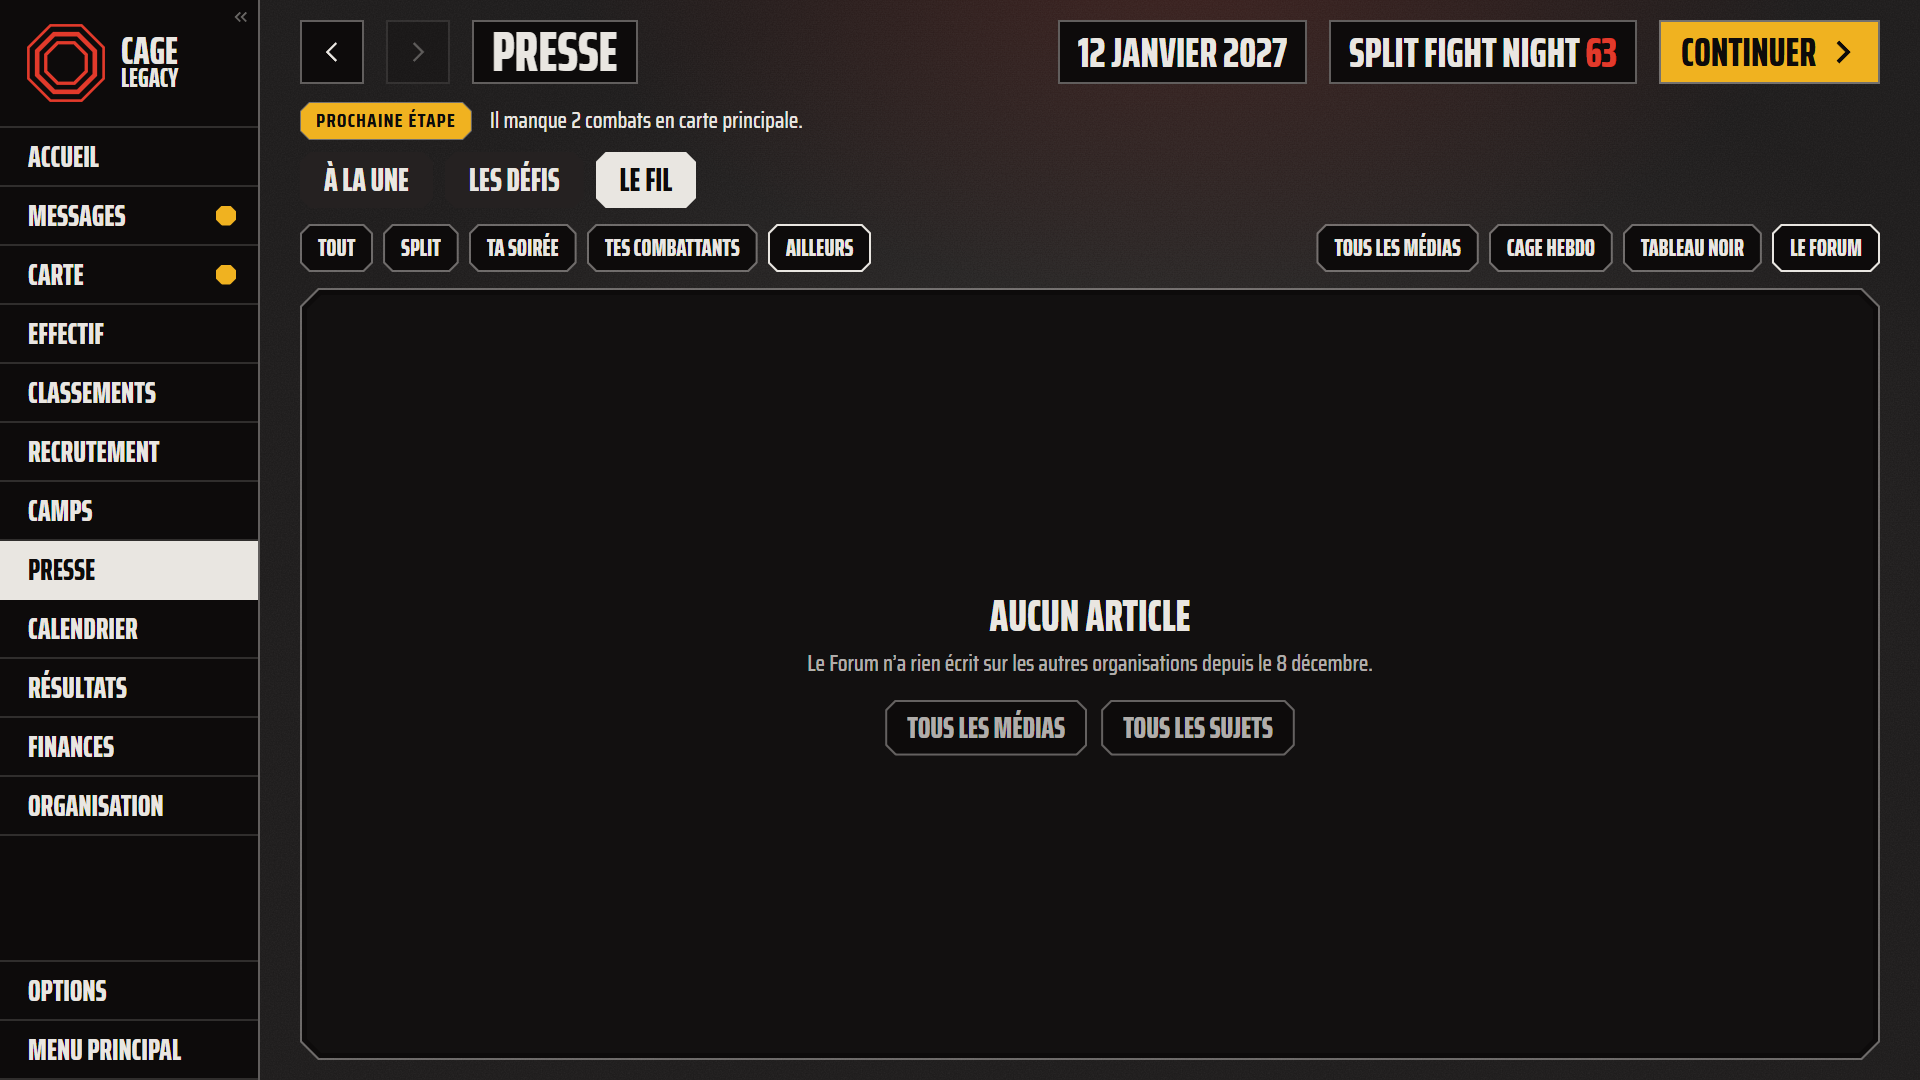 CAGE
LEGACY
PRESSE
12 JANVIER 2027
SPLIT FIGHT NIGHT 63
CONTINUER
PROCHAINE ÉTAPE
Il manque 2 combats en carte principale.
À LA UNE
LES DÉFIS
LE FIL
TOUT
SPLIT
TA SOIRÉE
TES COMBATTANTS
AILLEURS
TOUS LES MÉDIAS
CAGE HEBDO
TABLEAU NOIR
LE FORUM
ACCUEIL
MESSAGES
CARTE
EFFECTIF
CLASSEMENTS
RECRUTEMENT
CAMPS
PRESSE
CALENDRIER
RÉSULTATS
FINANCES
ORGANISATION
OPTIONS
MENU PRINCIPAL
AUCUN ARTICLE
Le Forum n’a rien écrit sur les autres organisations depuis le 8 décembre.
TOUS LES MÉDIAS
TOUS LES SUJETS